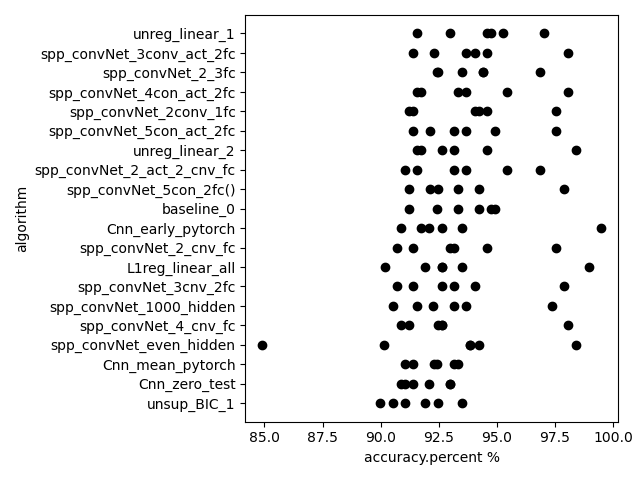 unreg_linear_1
spp_convNet_3conv_act_2fc
spp_convNet_2_3fc
spp_convNet_4con_act_2fc
spp_convNet_2conv_1fc
spp_convNet_5con_act_2fc
unreg_linear_2
spp_convNet_2_act_2_cnv_fc
spp_convNet_5con_2fc()
baseline_0
Cnn_early_pytorch
spp_convNet_2_cnv_fc
L1reg_linear_all
spp_convNet_3cnv_2fc
spp_convNet_1000_hidden
spp_convNet_4_cnv_fc
spp_convNet_even_hidden
Cnn_mean_pytorch
Cnn_zero_test
unsup_BIC_1
algorithm
85.0 87.5 90.0 92.5 95.0 97.5 100.0
accuracy.percent %